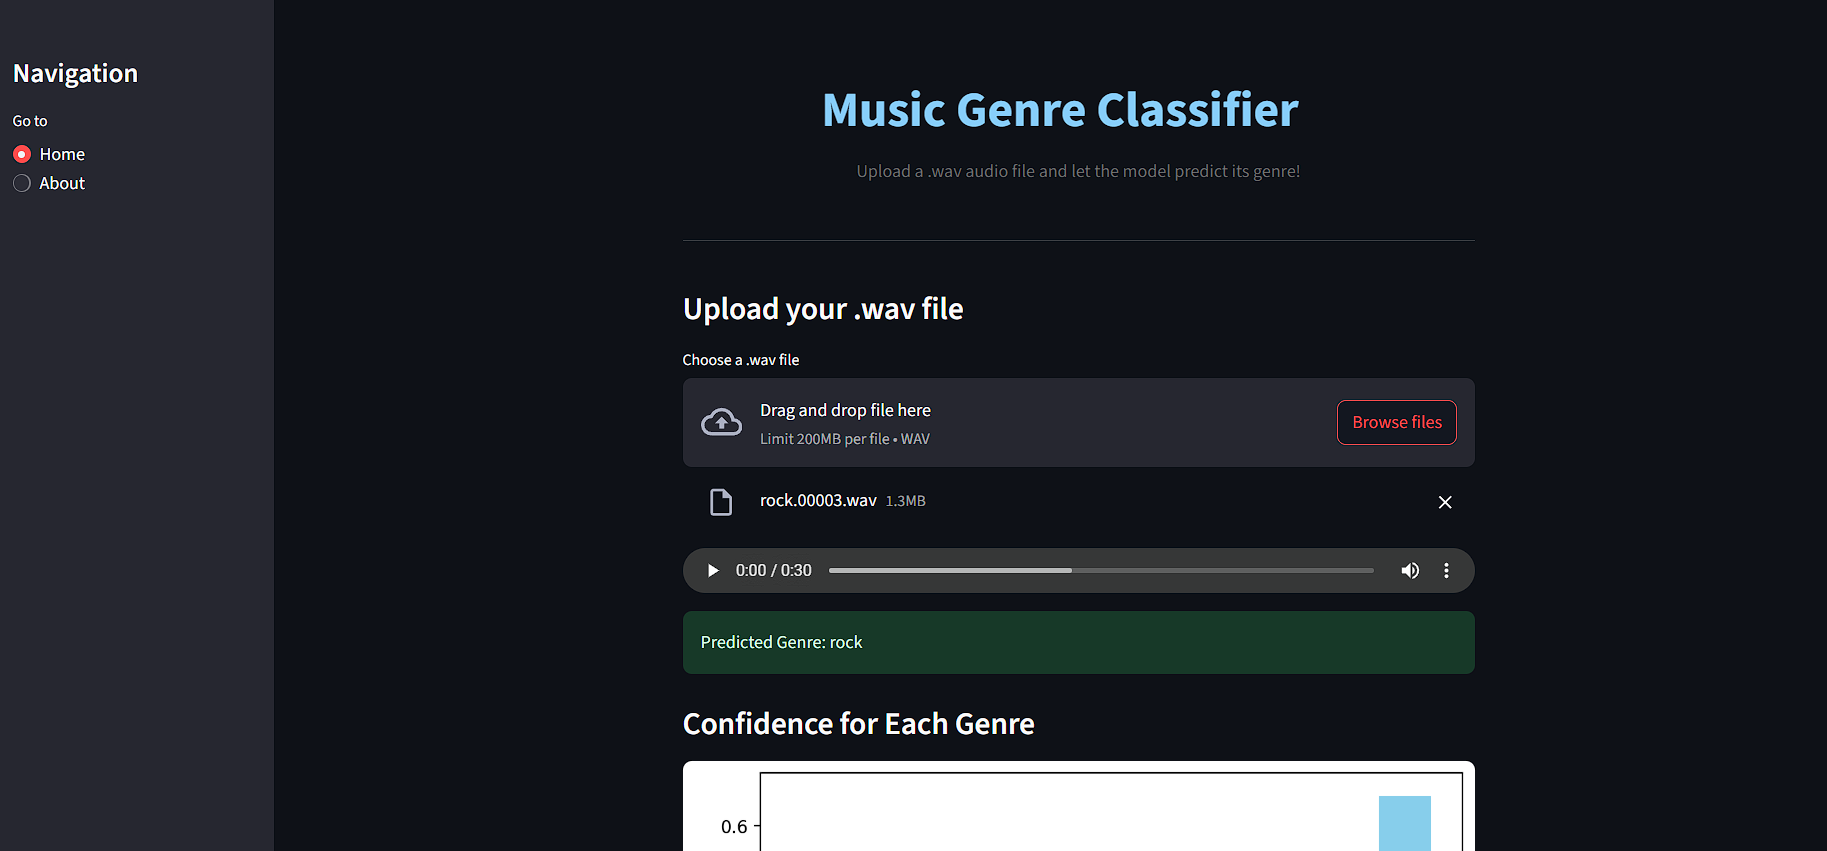 Navigation
Go to
Home
About
Music Genre Classifier
Upload a .wav audio file and let the model predict its genre!
Upload your .wav file
Choose a .wav file
Drag and drop file here
Limit 200MB per file • WAV
Browse files
rock.00003.wav 1.3MB
0:00 / 0:30
Predicted Genre: rock
Confidence for Each Genre
0.6